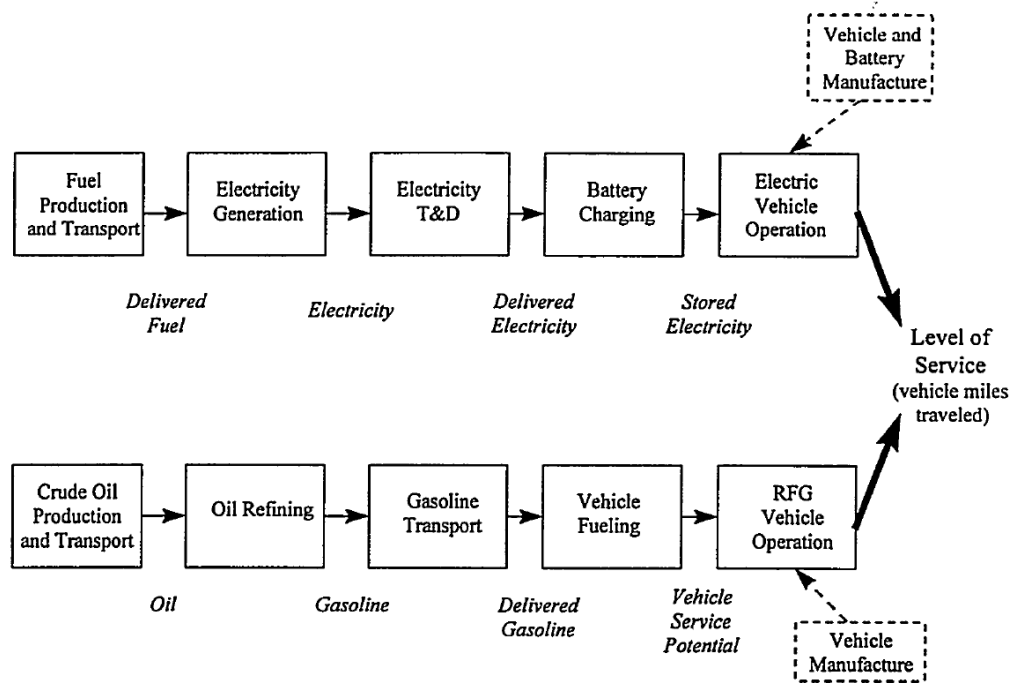 Vehicle and
Battery
Manufacture
Fuel
Production
and Transport
Electricity
Generation
Electricity
T&D
Battery
Charging
Electric
Vehicle
Operation
Delivered
Fuel
Electricity
Delivered
Electricity
Stored
Electricity
Level of
Service
(vehicle miles
traveled)
Crude Oil
Production
and Transport
Oil Refining
Gasoline
Transport
Vehicle
Fueling
RFG
Vehicle
Operation
Oil
Gasoline
Delivered
Gasoline
Vehicle
Service
Potential
Vehicle
Manufacture